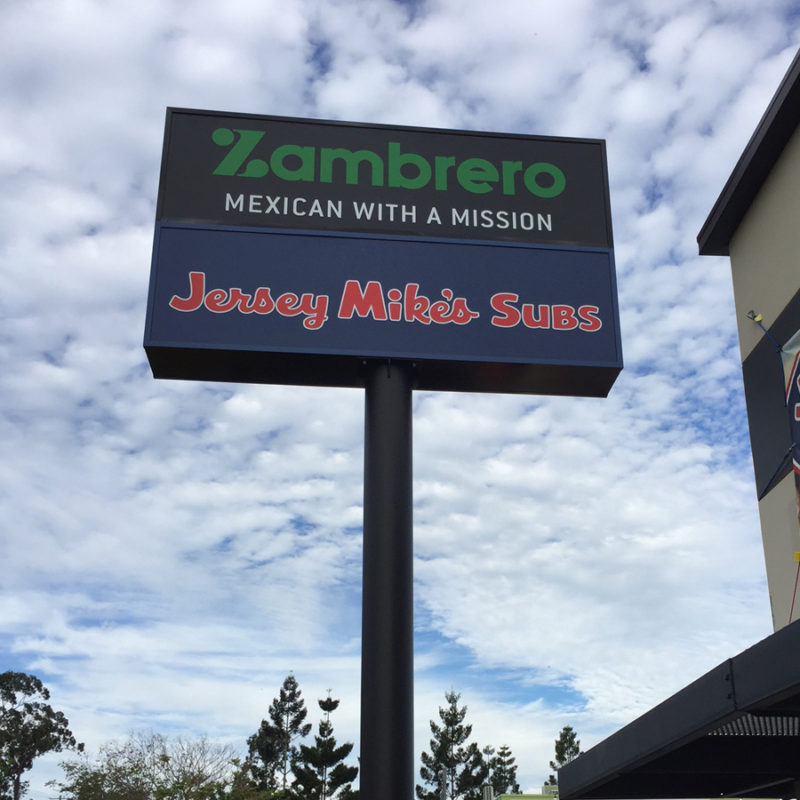 Zambrero
MEXICAN WITH A MISSION
Jersey Mike's Subs